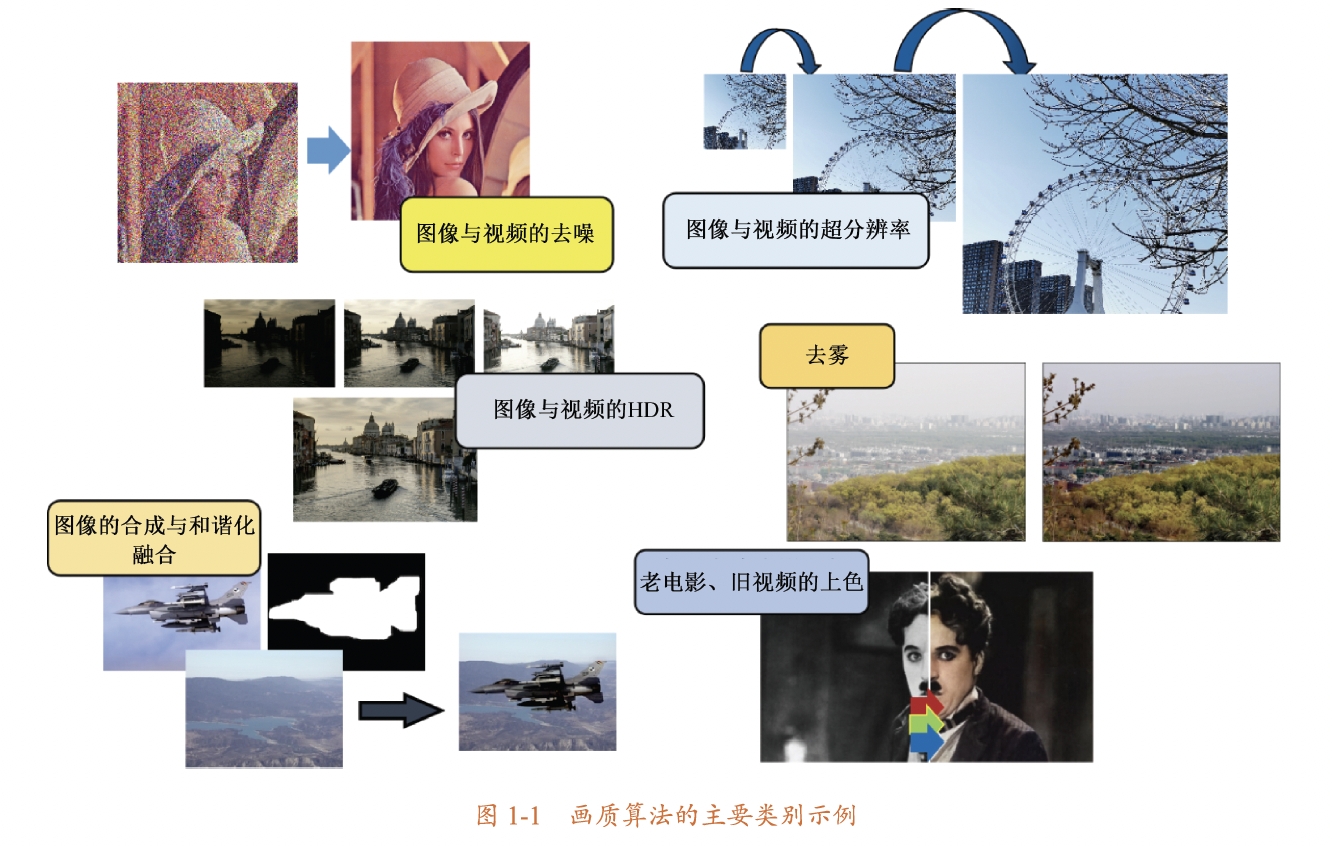 图像与视频的去噪
图像与视频的超分辨率
图像与视频的HDR
去雾
图像的合成与和谐化
融合
老电影、旧视频的上色
图 1-1 画质算法的主要类别示例